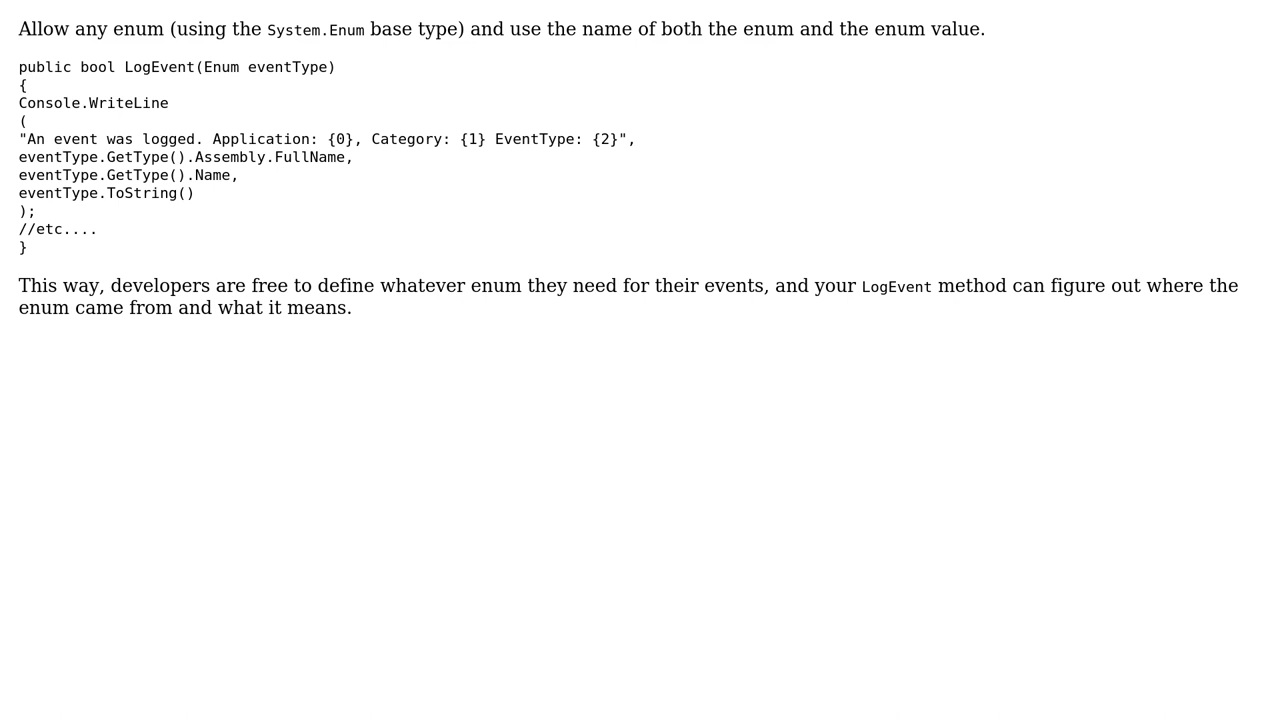 Allow any enum (using the System.Enum base type) and use the name of both the enum and the enum value.
public bool LogEvent(Enum eventType)
{
Console.WriteLine
(
"An event was logged. Application: {0}, Category: {1} EventType: {2}",
eventType.GetType().Assembly.FullName,
eventType.GetType().Name,
eventType.ToString()
);
//etc....
}
This way, developers are free to define whatever enum they need for their events, and your LogEvent method can figure out where the
enum came from and what it means.